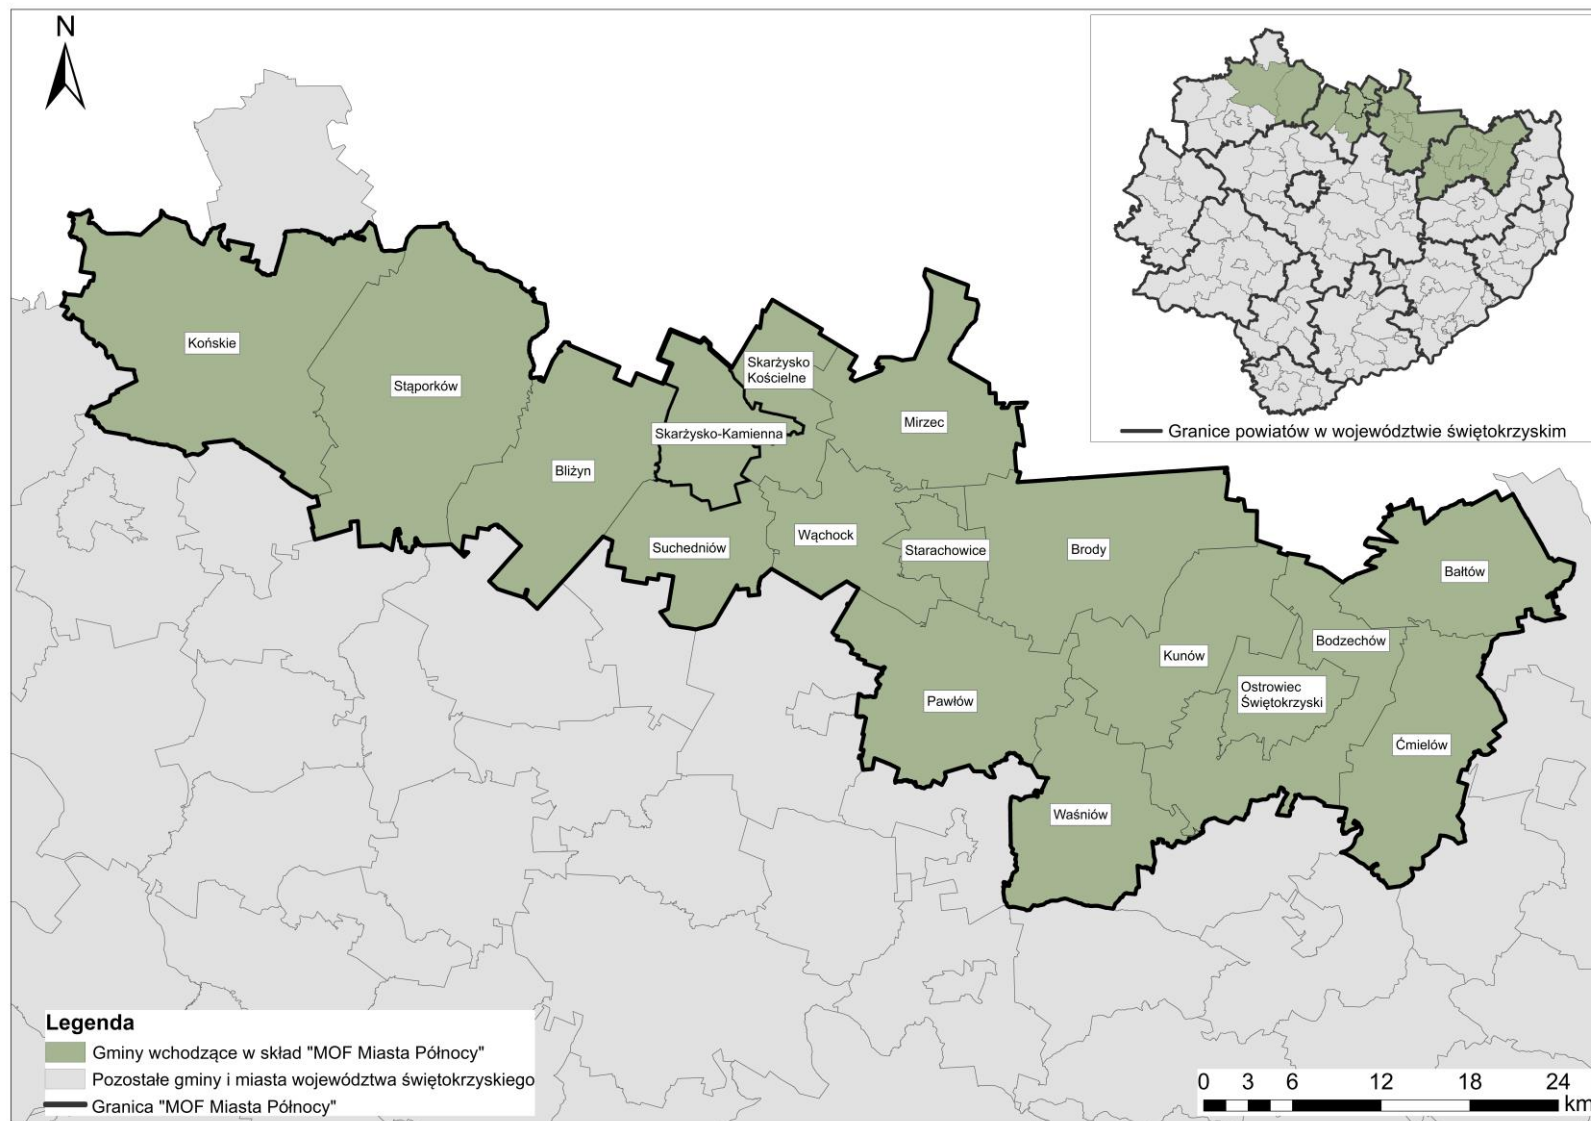 N
Granice powiatów w województwie świętokrzyskim
Końskie
Stąporków
Skarżysko
Kościelne
Mirzec
Skarżysko-Kamienna
Bliżyn
Suchedniów
Wąchock
Starachowice
Brody
Bałtów
Bodzechów
Kunów
Ostrowiec
Świętokrzyski
Pawłów
Ćmielów
Waśniów
Legenda
Gminy wchodzące w skład "MOF Miasta Północy"
Pozostałe gminy i miasta województwa świętokrzyskiego
Granica "MOF Miasta Północy"
0 3 6 12 18 24
km